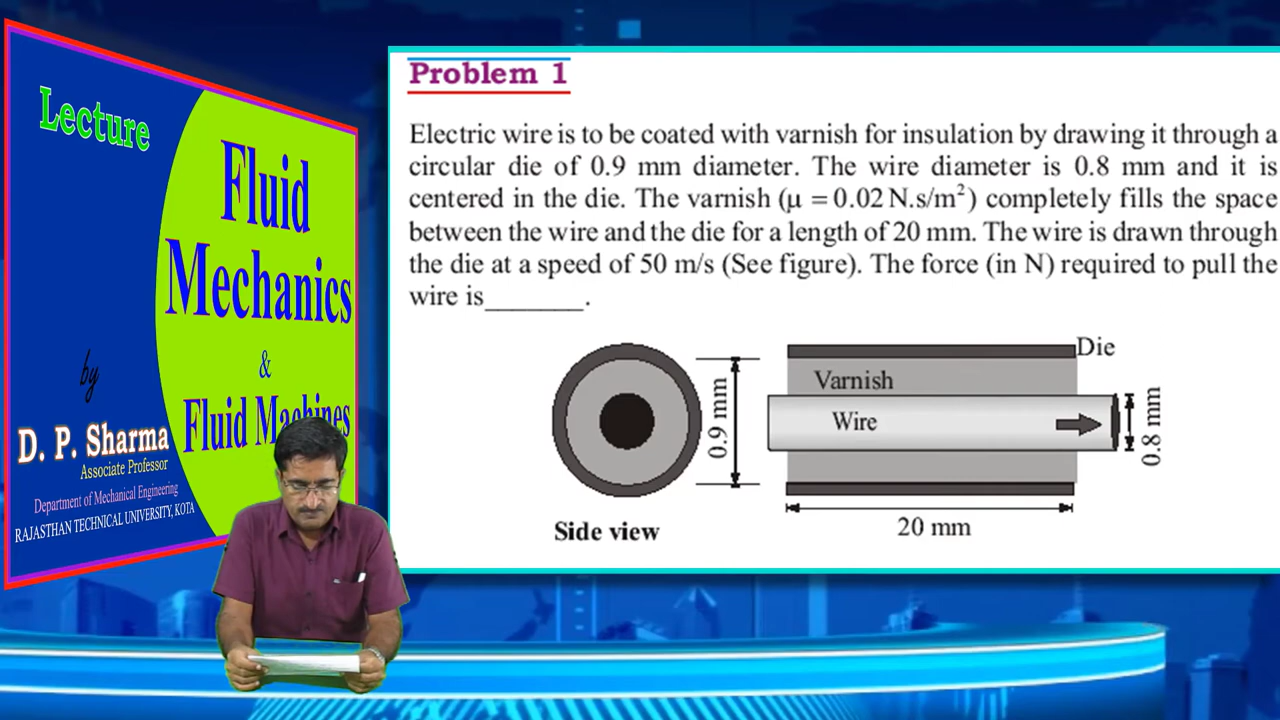 Lecture
Fluid
Mechanics
&
Fluid Machines
by
D. P. Sharma
Associate Professor
Department of Mechanical Engineering
RAJASTHAN TECHNICAL UNIVERSITY, KOTA
Problem 1
Electric wire is to be coated with varnish for insulation by drawing it through a
circular die of 0.9 mm diameter. The wire diameter is 0.8 mm and it is
centered in the die. The varnish (μ = 0.02 N.s/m²) completely fills the space
between the wire and the die for a length of 20 mm. The wire is drawn through
the die at a speed of 50 m/s (See figure). The force (in N) required to pull the
wire is_______.
Die
Varnish
Wire
0.9 mm
0.8 mm
20 mm
Side view